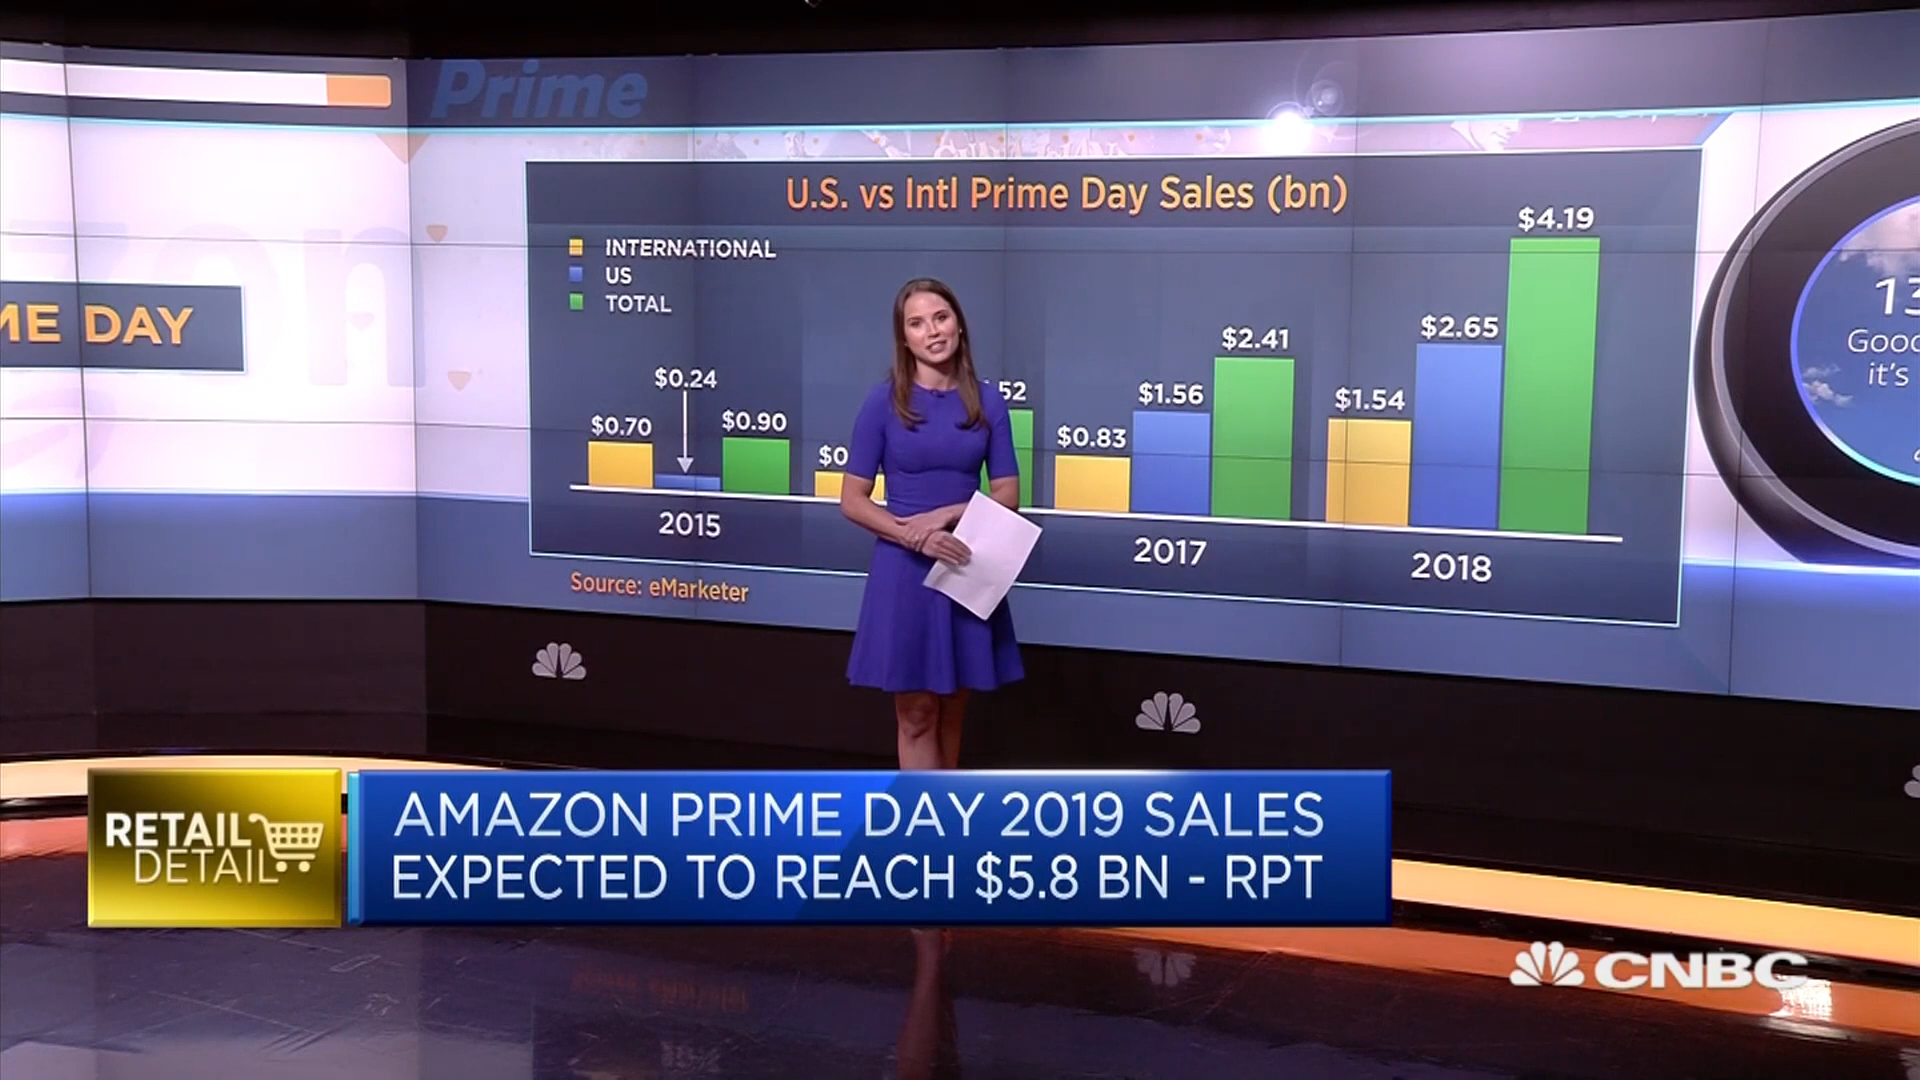 Prime
ME DAY
U.S. vs Intl Prime Day Sales (bn)
INTERNATIONAL
US
TOTAL
$0.70
$0.24
$0.90
2015
$0
52
$0.83
$1.56
$2.41
2017
$1.54
$2.65
$4.19
2018
Source: eMarketer
13
Good
it's
RETAIL
DETAIL
AMAZON PRIME DAY 2019 SALES
EXPECTED TO REACH $5.8 BN - RPT
CNBC